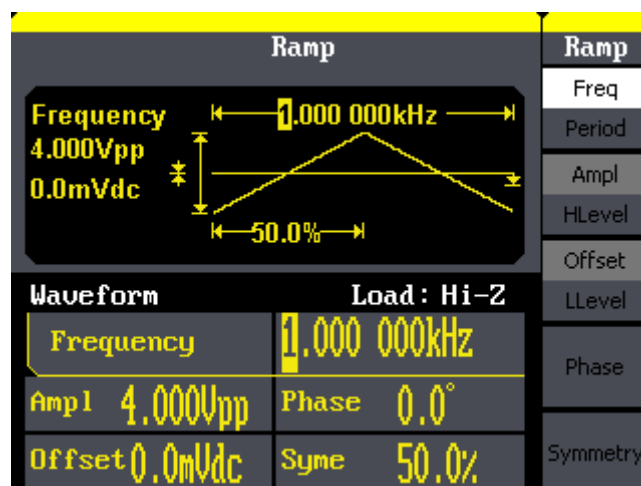 Ramp
Frequency
1.000 000kHz
4.000Vpp
0.0mVdc
50.0%
Waveform Load: Hi-Z
Frequency 1.000 000kHz
Ampl 4.000Vpp Phase 0.0°
Offset 0.0mVdc Syme 50.0%
Ramp
Freq
Period
Ampl
HLevel
Offset
LLevel
Phase
Symmetry